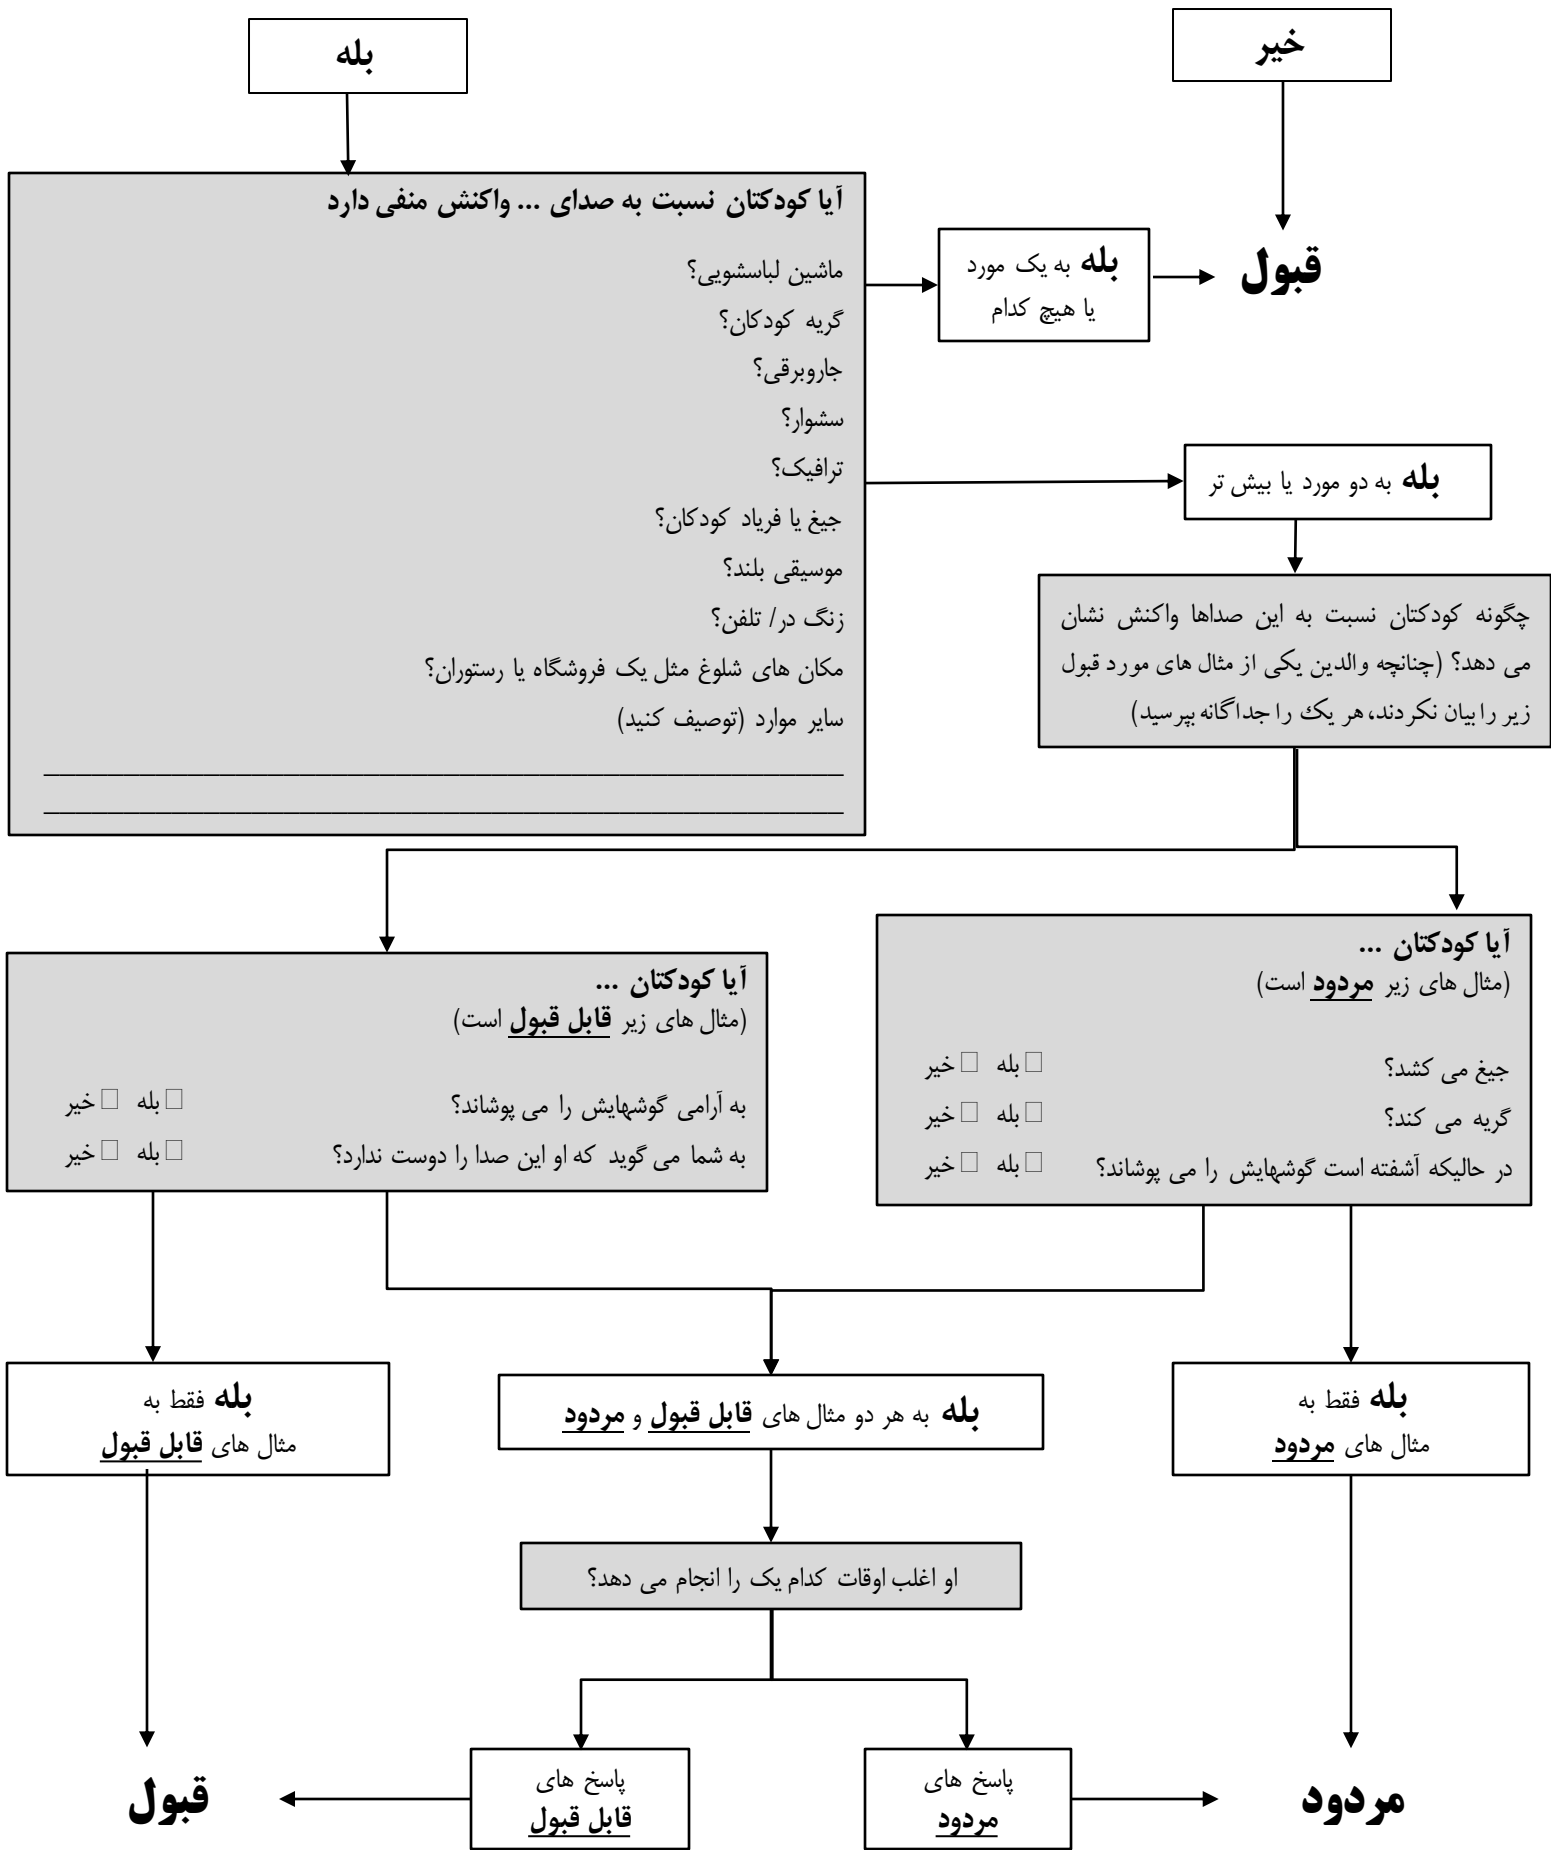 خیر
بله
آیا کودکتان نسبت به صدای ... واکنش منفی دارد
ماشین لباسشویی؟
گریه کودکان؟
جاروبرقی؟
سشوار؟
ترافیک؟
جیغ یا فریاد کودکان؟
موسیقی بلند؟
زنگ در/ تلفن؟
مکان های شلوغ مثل یک فروشگاه یا رستوران؟
سایر موارد (توصیف کنید)
بله به یک مورد
یا هیچ کدام
قبول
بله به دو مورد یا بیش تر
چگونه کودکتان نسبت به این صداها واکنش نشان
می دهد؟ (چنانچه والدین یکی از مثال های مورد قبول
زیر را بیان نکردند، هر یک را جداگانه بپرسید)
آیا کودکتان ...
(مثال های زیر مردود است)
جیغ می کشد؟ □ بله □ خیر
گریه می کند؟ □ بله □ خیر
در حالیکه آشفته است گوشهایش را می پوشاند؟ □ بله □ خیر
آیا کودکتان ...
(مثال های زیر قابل قبول است)
به آرامی گوشهایش را می پوشاند؟ □ بله □ خیر
به شما می گوید که او این صدا را دوست ندارد؟ □ بله □ خیر
بله فقط به
مثال های مردود
بله به هر دو مثال های قابل قبول و مردود
بله فقط به
مثال های قابل قبول
او اغلب اوقات کدام یک را انجام می دهد؟
پاسخ های
مردود
پاسخ های
قابل قبول
مردود
قبول